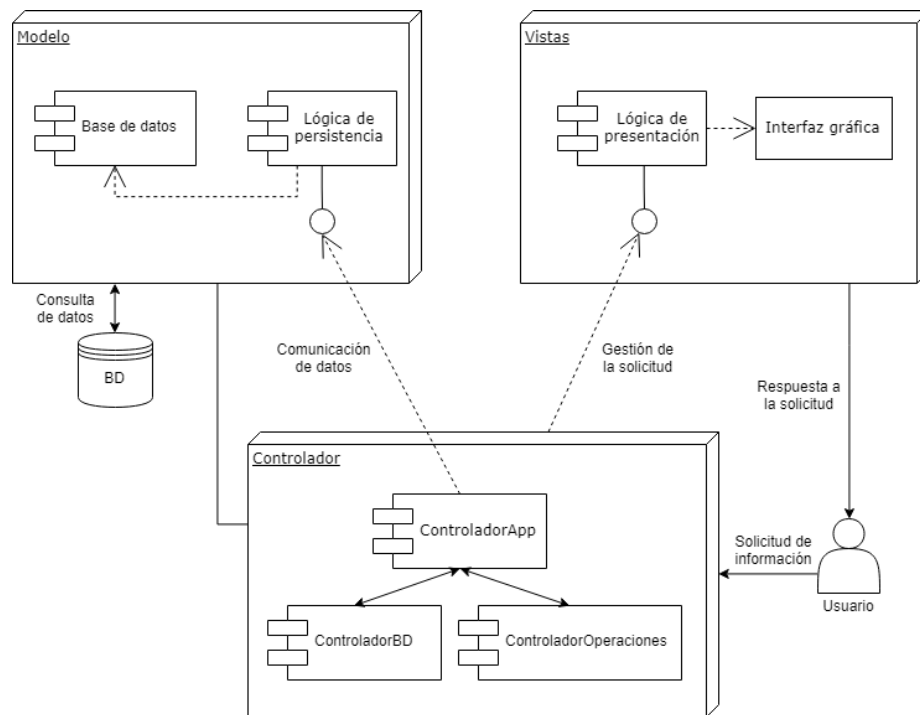 Modelo
Base de datos
Lógica de
persistencia
Vistas
Lógica de
presentación
Interfaz gráfica
Consulta
de datos
BD
Comunicación
de datos
Gestión de
la solicitud
Respuesta a
la solicitud
Controlador
ControladorApp
ControladorBD
ControladorOperaciones
Solicitud de
información
Usuario